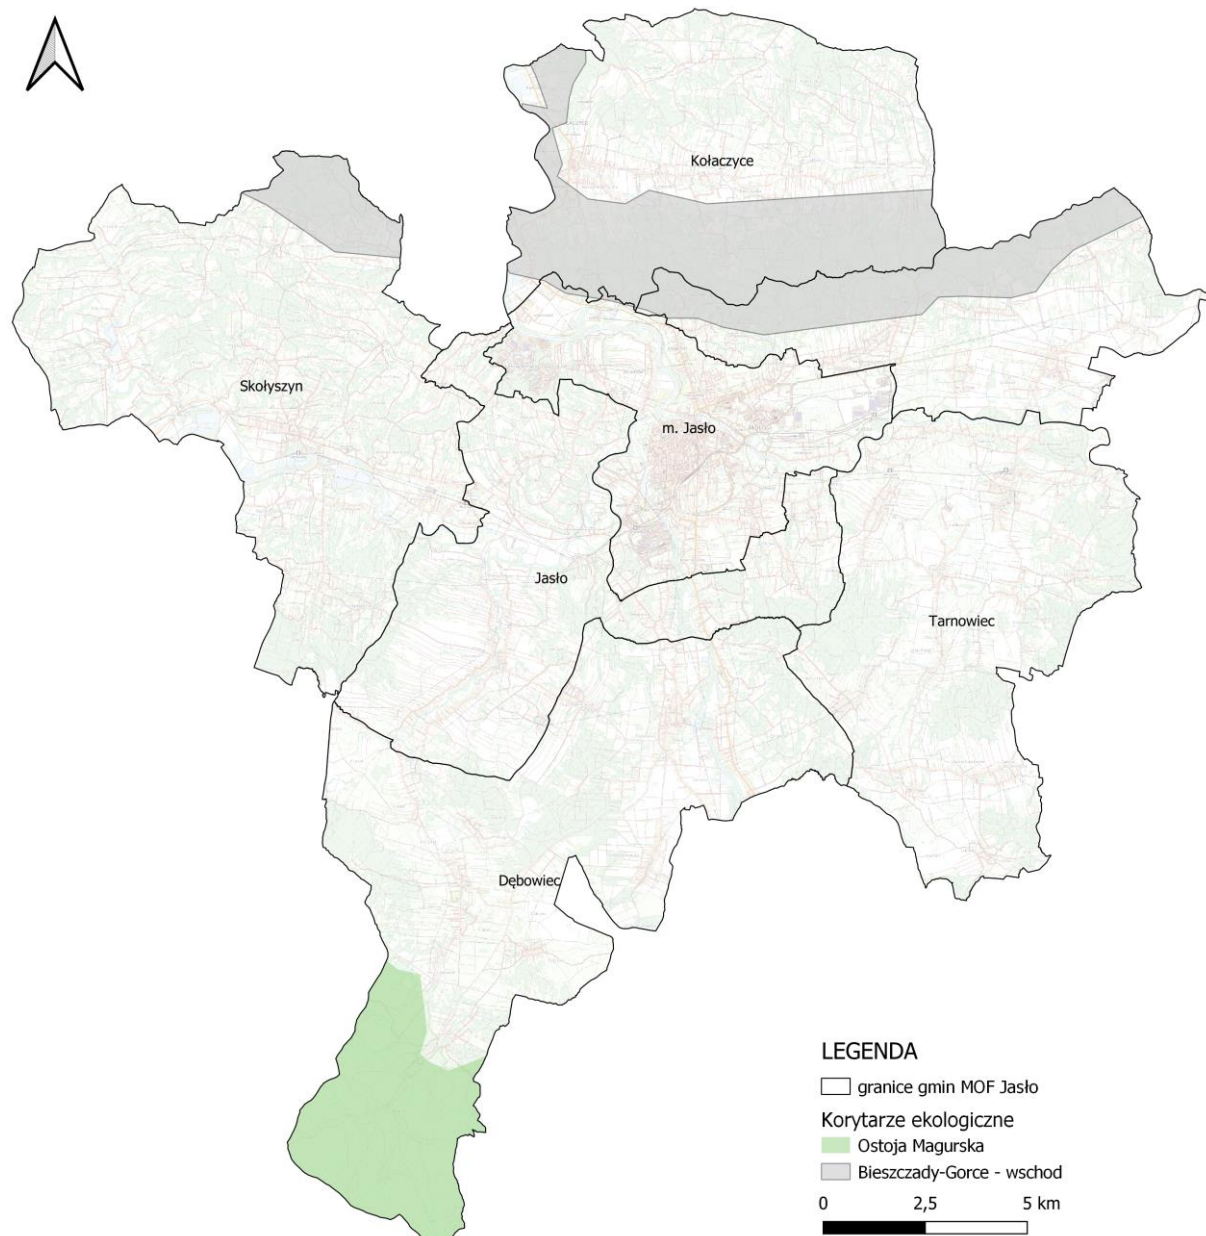 Kołaczyce
Skołyszyn
m. Jasło
Jasło
Tarnowiec
Dębowiec
LEGENDA
granice gmin MOF Jasło
Korytarze ekologiczne
Ostoja Magurska
Bieszczady-Gorce - wschod
0 2,5 5 km